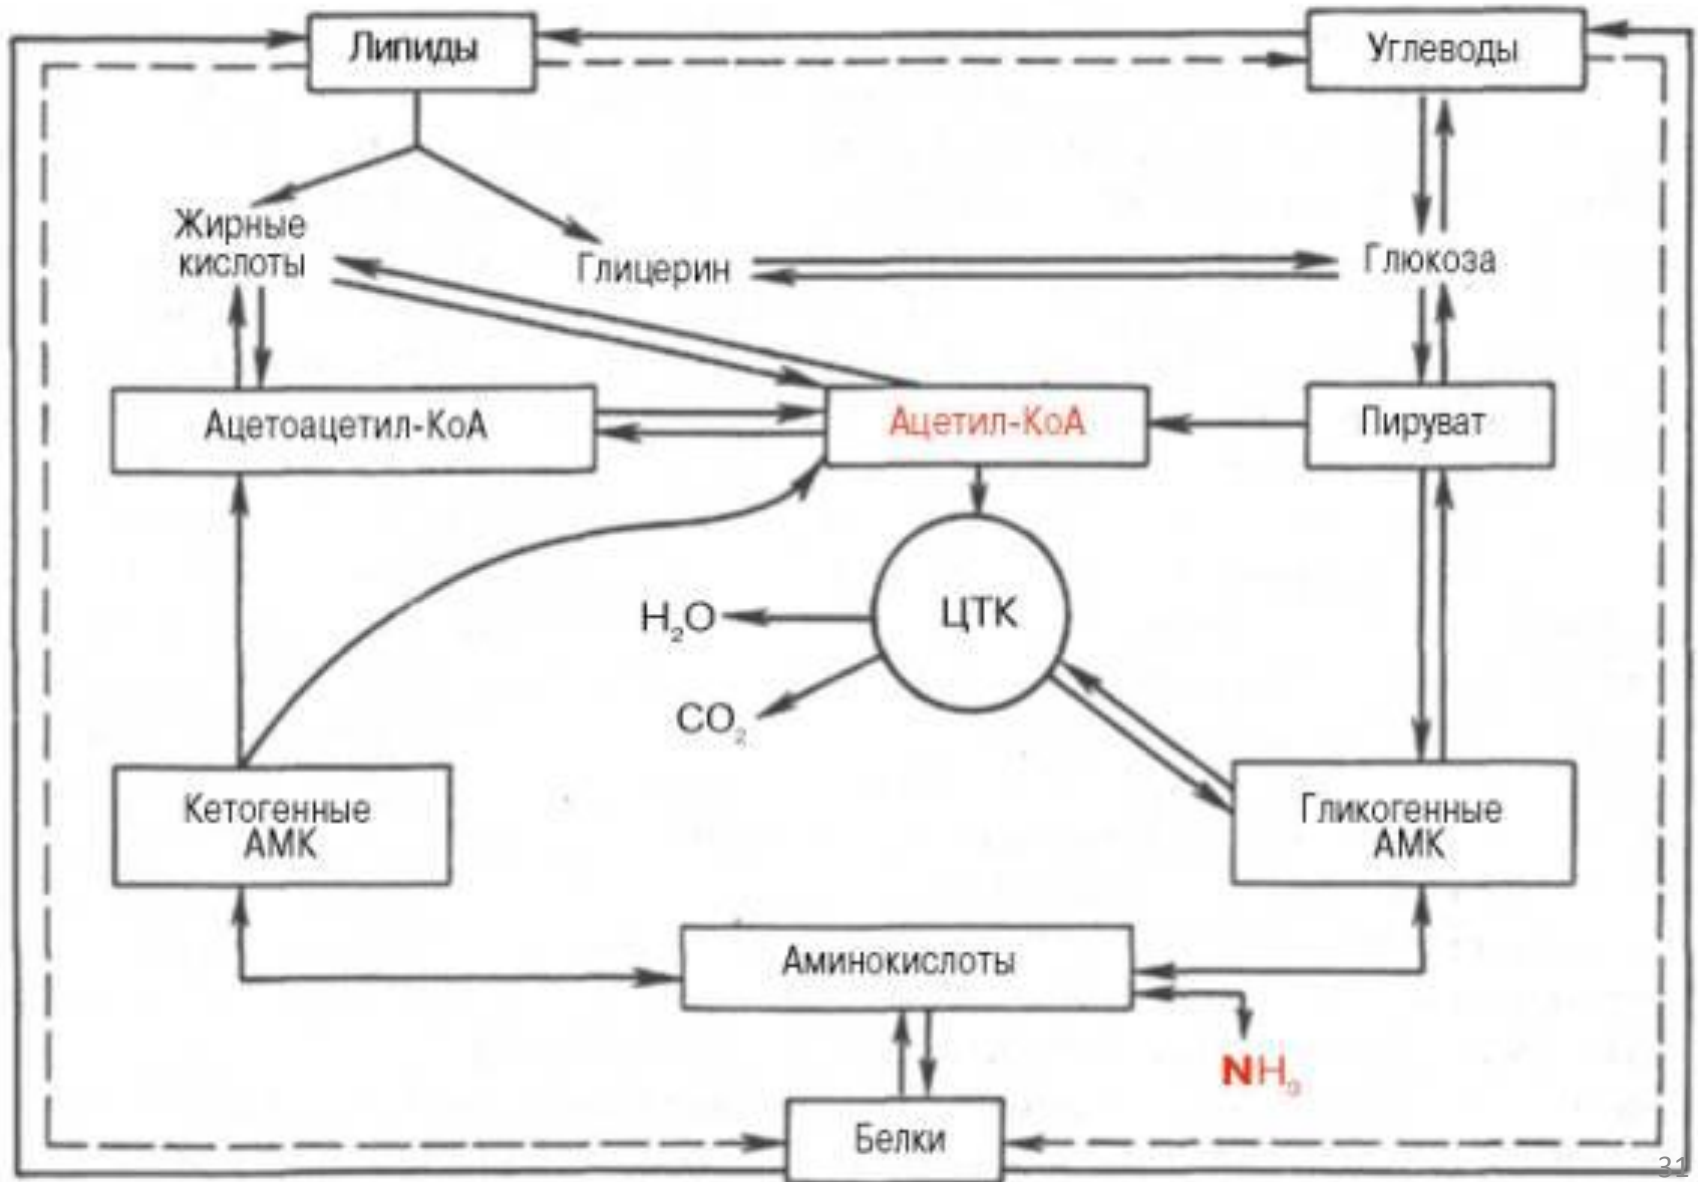 Липиды
Углеводы
Жирные
кислоты
Глицерин
Глюкоза
Ацетоацетил-КоА
Ацетил-КоА
Пируват
ЦТК
H₂O
CO₂
Кетогенные
АМК
Гликогенные
АМК
Аминокислоты
NH₃
Белки
31